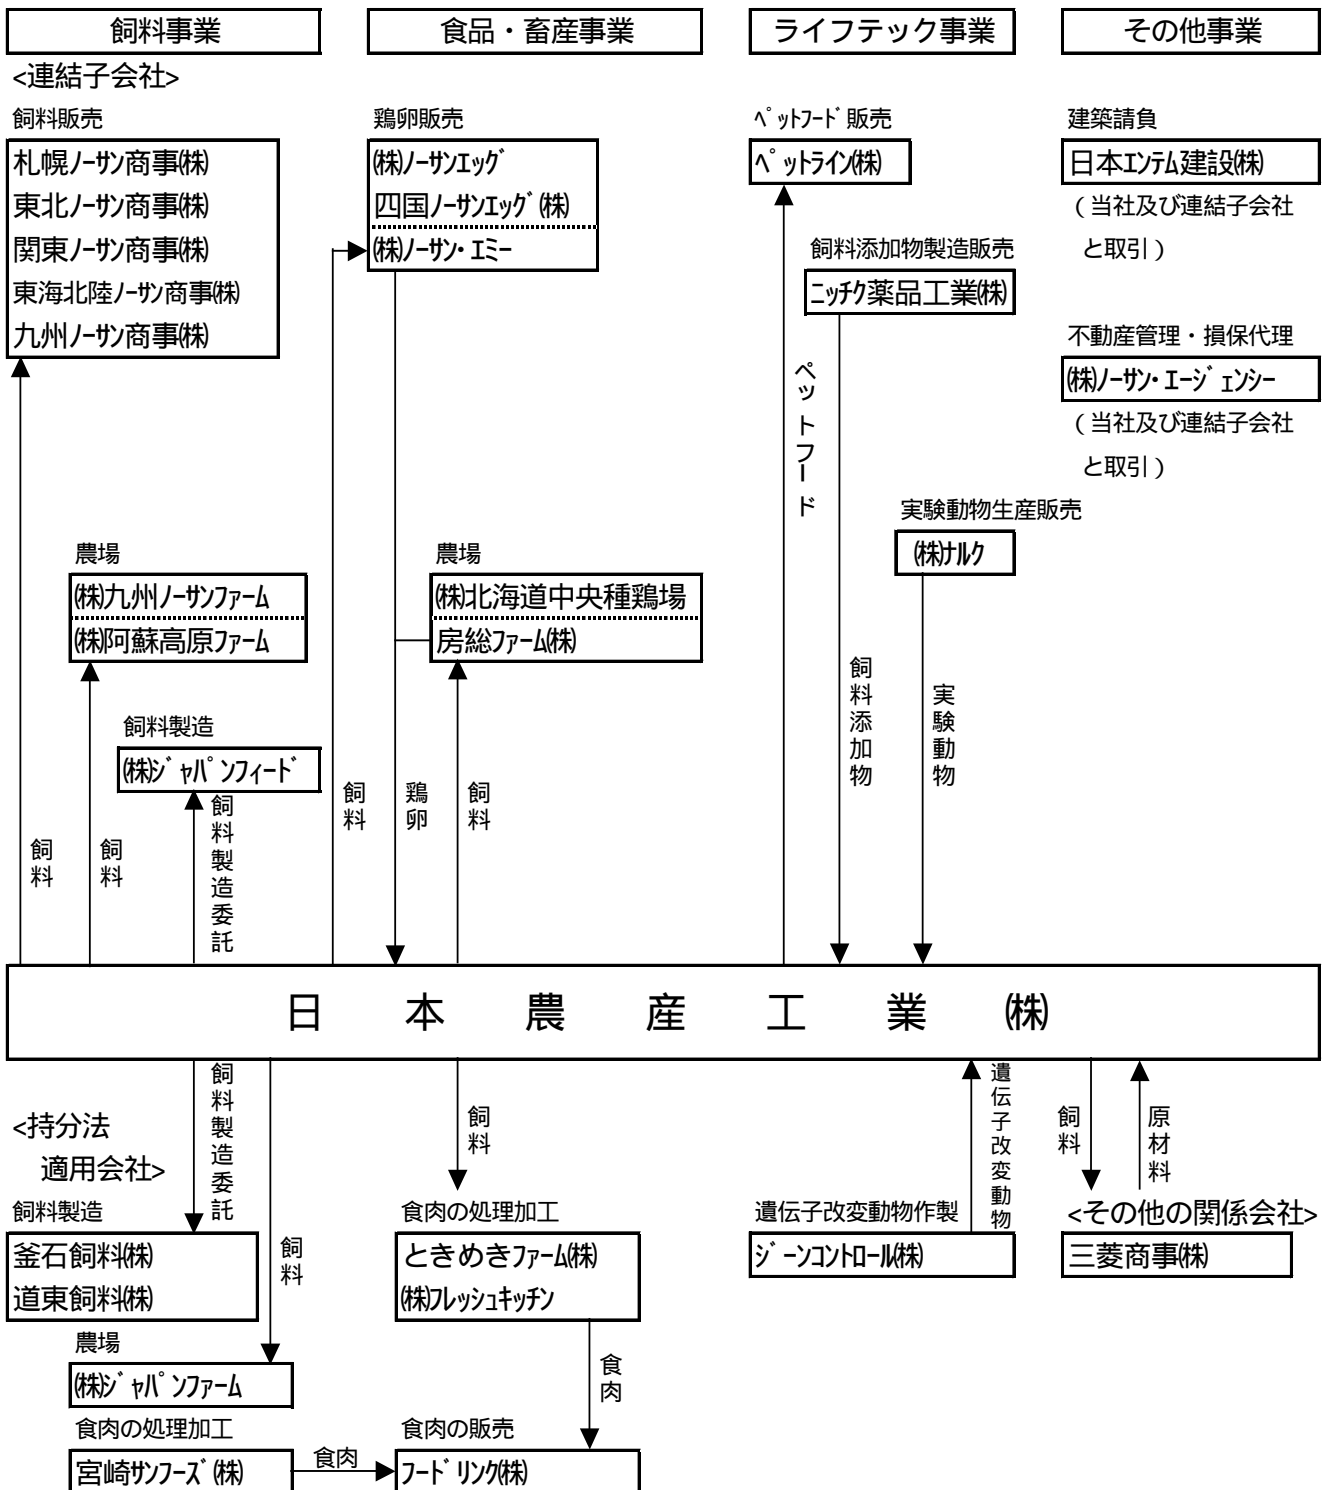 飼料事業
食品・畜産事業
ライフテック事業
その他事業
<連結子会社>
飼料販売
札幌ノーサン商事㈱
東北ノーサン商事㈱
関東ノーサン商事㈱
東海北陸ノーサン商事㈱
九州ノーサン商事㈱
鶏卵販売
㈱ノーサンエッグ
四国ノーサンエッグ㈱
㈱ノーサン・エミー
ペットフード販売
ペットライン㈱
飼料添加物製造販売
ニッチク薬品工業㈱
建築請負
日本エンテム建設㈱
(当社及び連結子会社
と取引)
不動産管理・損保代理
㈱ノーサン・エージェンシー
(当社及び連結子会社
と取引)
ペットフード
実験動物生産販売
㈱ナルク
農場
㈱九州ノーサンファーム
㈱阿蘇高原ファーム
農場
㈱北海道中央種鶏場
房総ファーム㈱
飼料製造
㈱ジャパンフィード
飼料
飼料
飼料製造委託
飼料
鶏卵
飼料
飼料添加物
実験動物
日本農産工業㈱
<持分法
適用会社>
飼料製造委託
飼料
飼料
遺伝子改変動物
飼料
原材料
飼料製造
釜石飼料㈱
道東飼料㈱
農場
㈱ジャパンファーム
食肉の処理加工
宮崎サンフーズ㈱
食肉
食肉の処理加工
ときめきファーム㈱
㈱フレッシュキッチン
食肉
食肉の販売
フードリンク㈱
遺伝子改変動物作製
ジーンコントロール㈱
<その他の関係会社>
三菱商事㈱